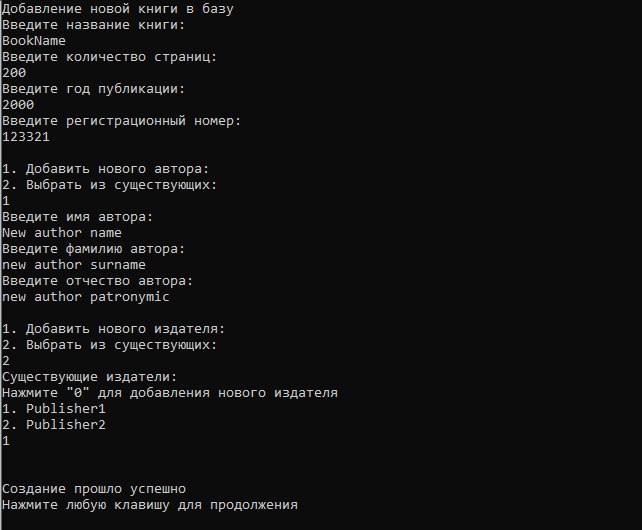 Добавление новой книги в базу
Введите название книги:
BookName
Введите количество страниц:
200
Введите год публикации:
2000
Введите регистрационный номер:
123321
1. Добавить нового автора:
2. Выбрать из существующих:
1
Введите имя автора:
New author name
Введите фамилию автора:
new author surname
Введите отчество автора:
new author patronymic
1. Добавить нового издателя:
2. Выбрать из существующих:
2
Существующие издатели:
Нажмите "0" для добавления нового издателя
1. Publisher1
2. Publisher2
1
Создание прошло успешно
Нажмите любую клавишу для продолжения